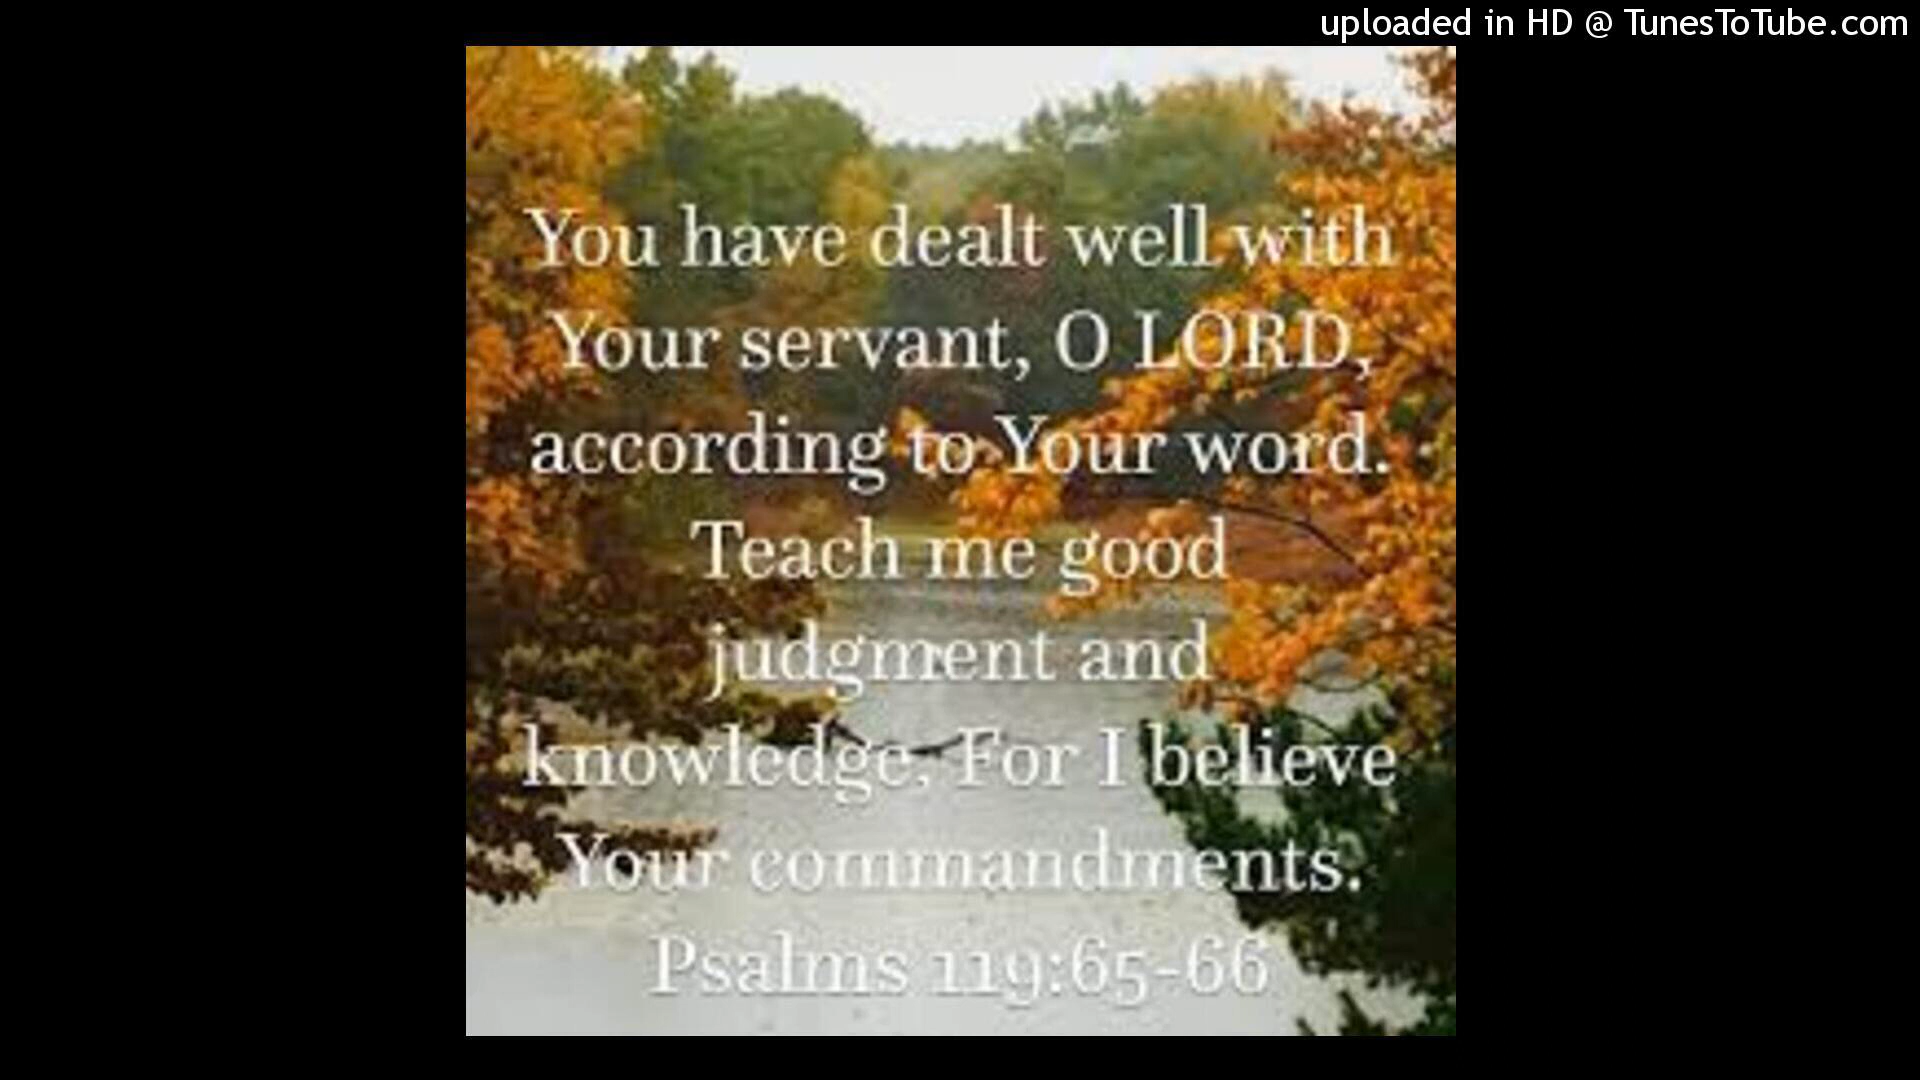 uploaded in HD @ TunesToTube.com
You have dealt well with
Your servant, O LORD,
according to Your word.
Teach me good
judgment and
knowledge, For I believe
Your commandments.
Psalms 119:65-66